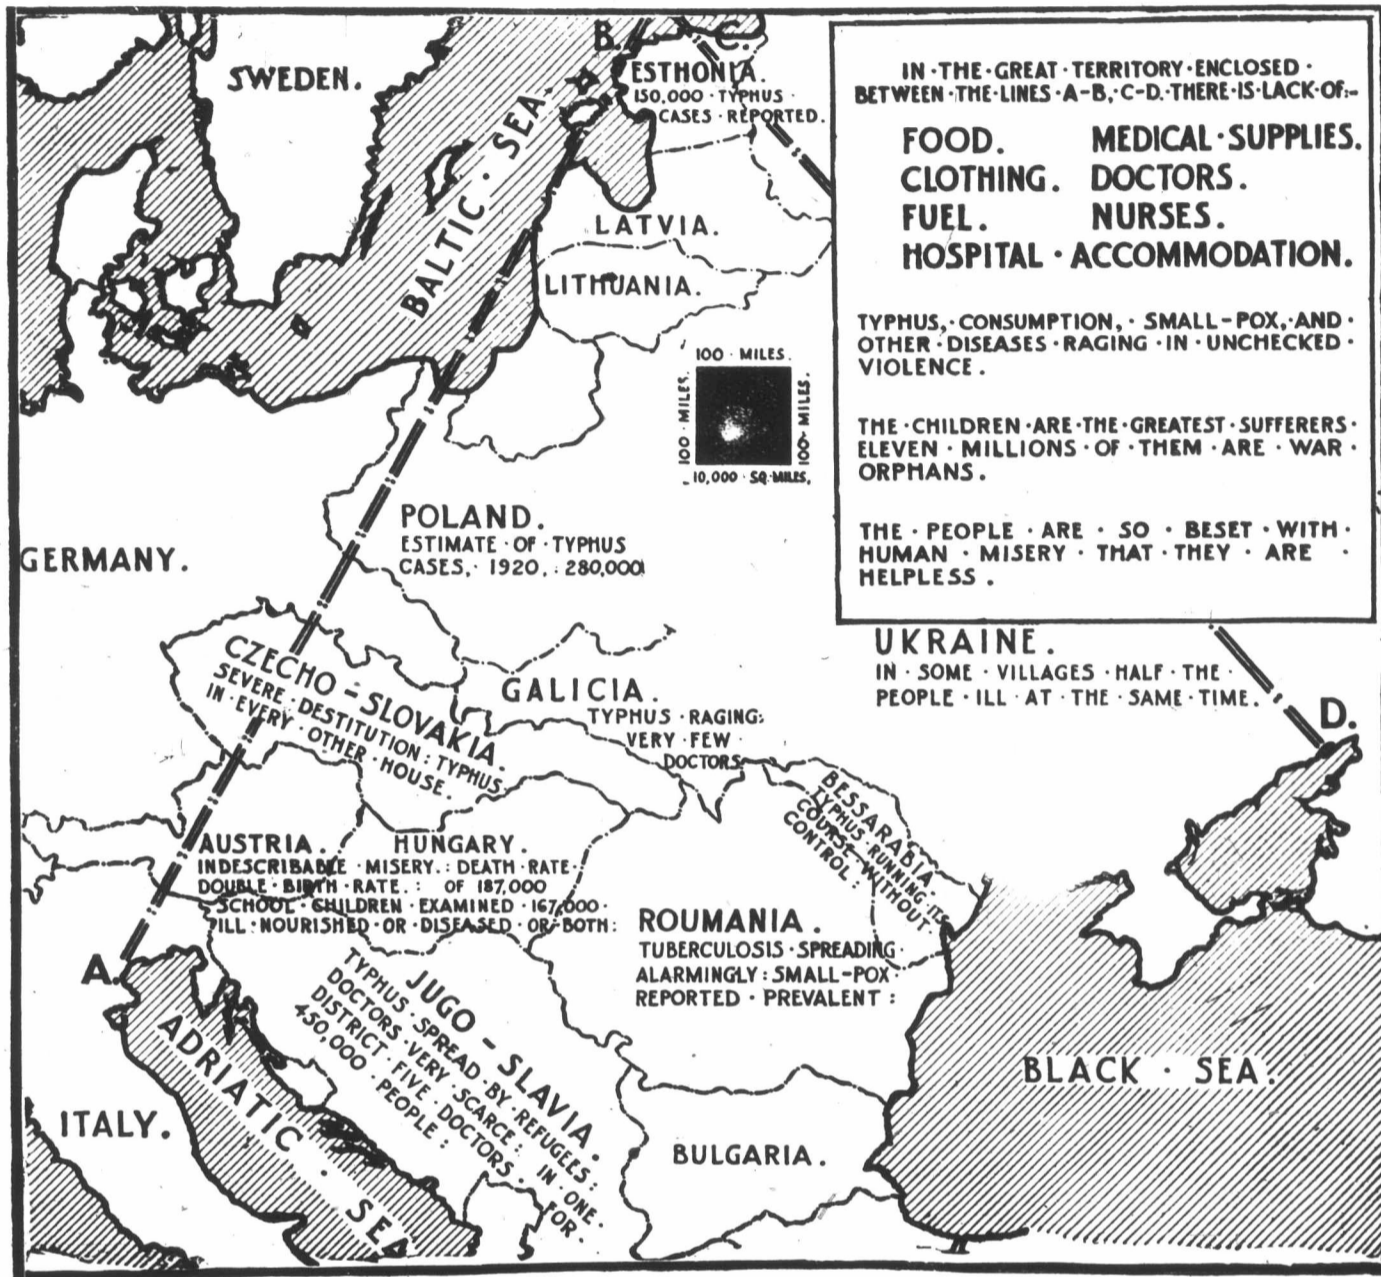 B.
C.
SWEDEN.
ESTHONIA.
150,000 · TYPHUS ·
CASES · REPORTED.
BALTIC · SEA.
LATVIA.
LITHUANIA.
IN · THE · GREAT · TERRITORY · ENCLOSED ·
BETWEEN · THE · LINES · A-B, · C-D. THERE · IS · LACK · OF:-
FOOD. MEDICAL · SUPPLIES.
CLOTHING. DOCTORS.
FUEL. NURSES.
HOSPITAL · ACCOMMODATION.
TYPHUS, · CONSUMPTION, · SMALL-POX, · AND ·
OTHER · DISEASES · RAGING · IN · UNCHECKED ·
VIOLENCE.
THE · CHILDREN · ARE · THE · GREATEST · SUFFERERS ·
ELEVEN · MILLIONS · OF · THEM · ARE · WAR ·
ORPHANS.
THE · PEOPLE · ARE · SO · BESET · WITH ·
HUMAN · MISERY · THAT · THEY · ARE ·
HELPLESS.
100 · MILES.
100 · MILES.
100 · MILES.
10,000 · SQ. MILES.
GERMANY.
POLAND.
ESTIMATE · OF · TYPHUS
CASES, · 1920, : 280,000
CZECHO - SLOVAKIA.
SEVERE · DESTITUTION : TYPHUS
IN · EVERY · OTHER · HOUSE.
GALICIA.
TYPHUS · RAGING:
VERY · FEW ·
DOCTORS
UKRAINE.
IN · SOME · VILLAGES · HALF · THE ·
PEOPLE · ILL · AT · THE · SAME · TIME.
D.
BESSARABIA
TYPHUS · RUNNING · ITS
COURSE · WITHOUT ·
CONTROL :
AUSTRIA. HUNGARY.
INDESCRIBABLE · MISERY. : DEATH · RATE ·
DOUBLE · BIRTH · RATE. : OF 187,000
SCHOOL · CHILDREN · EXAMINED · 167,000 ·
ILL · NOURISHED · OR · DISEASED · OR · BOTH :
A.
ROUMANIA.
TUBERCULOSIS · SPREADING ·
ALARMINGLY : SMALL-POX ·
REPORTED · PREVALENT :
JUGO - SLAVIA.
TYPHUS · SPREAD · BY · REFUGEES :
DOCTORS · VERY · SCARCE : IN · ONE ·
DISTRICT · FIVE · DOCTORS · FOR ·
450,000 · PEOPLE :
ADRIATIC · SEA
ITALY.
BULGARIA.
BLACK · SEA.